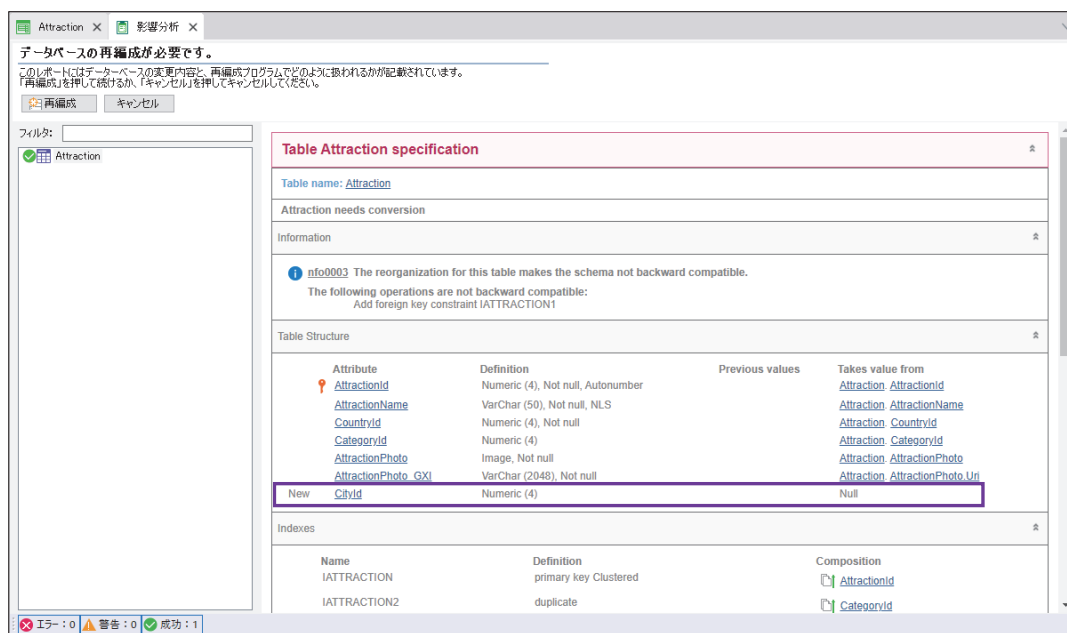 Attraction × 影響分析 ×
データベースの再編成が必要です。
このレポートにはデーターベースの変更内容と、再編成プログラムでどのように扱われるかが記載されています。
「再編成」を押して続けるか、「キャンセル」を押してキャンセルしてください。
再編成 キャンセル
フィルタ:
Attraction
Table Attraction specification
Table name: Attraction
Attraction needs conversion
Information
nfo0003 The reorganization for this table makes the schema not backward compatible.
The following operations are not backward compatible:
Add foreign key constraint IATTRACTION1
Table Structure
Attribute Definition Previous values Takes value from
AttractionId Numeric (4), Not null, Autonumber Attraction. AttractionId
AttractionName VarChar (50), Not null, NLS Attraction. AttractionName
CountryId Numeric (4), Not null Attraction. CountryId
CategoryId Numeric (4) Attraction. CategoryId
AttractionPhoto Image, Not null Attraction. AttractionPhoto
AttractionPhoto_GXI VarChar (2048), Not null Attraction. AttractionPhoto.Uri
New CityId Numeric (4) Null
Indexes
Name Definition Composition
IATTRACTION primary key Clustered AttractionId
IATTRACTION2 duplicate CategoryId
エラー:0 警告:0 成功:1